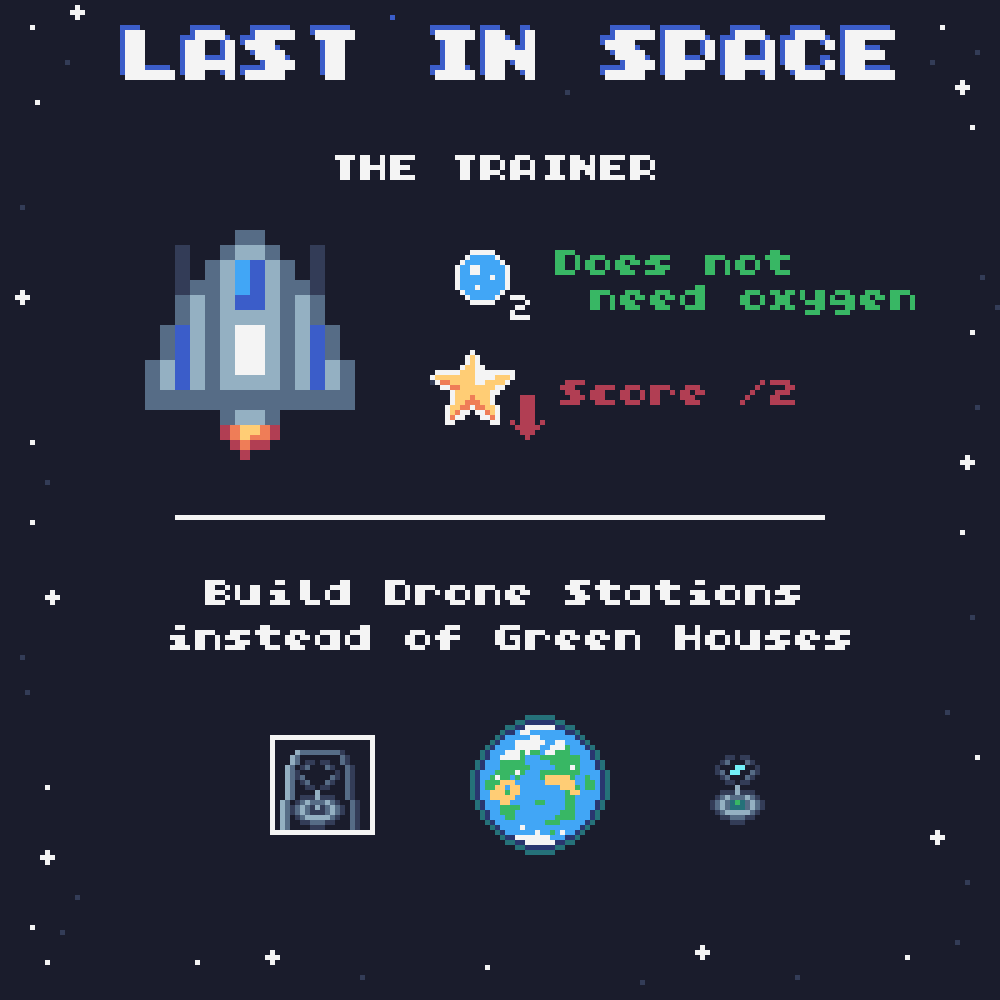 LAST IN SPACE
THE TRAINER
Does not
need oxygen
2
Score /2
Build Drone Stations
instead of Green Houses